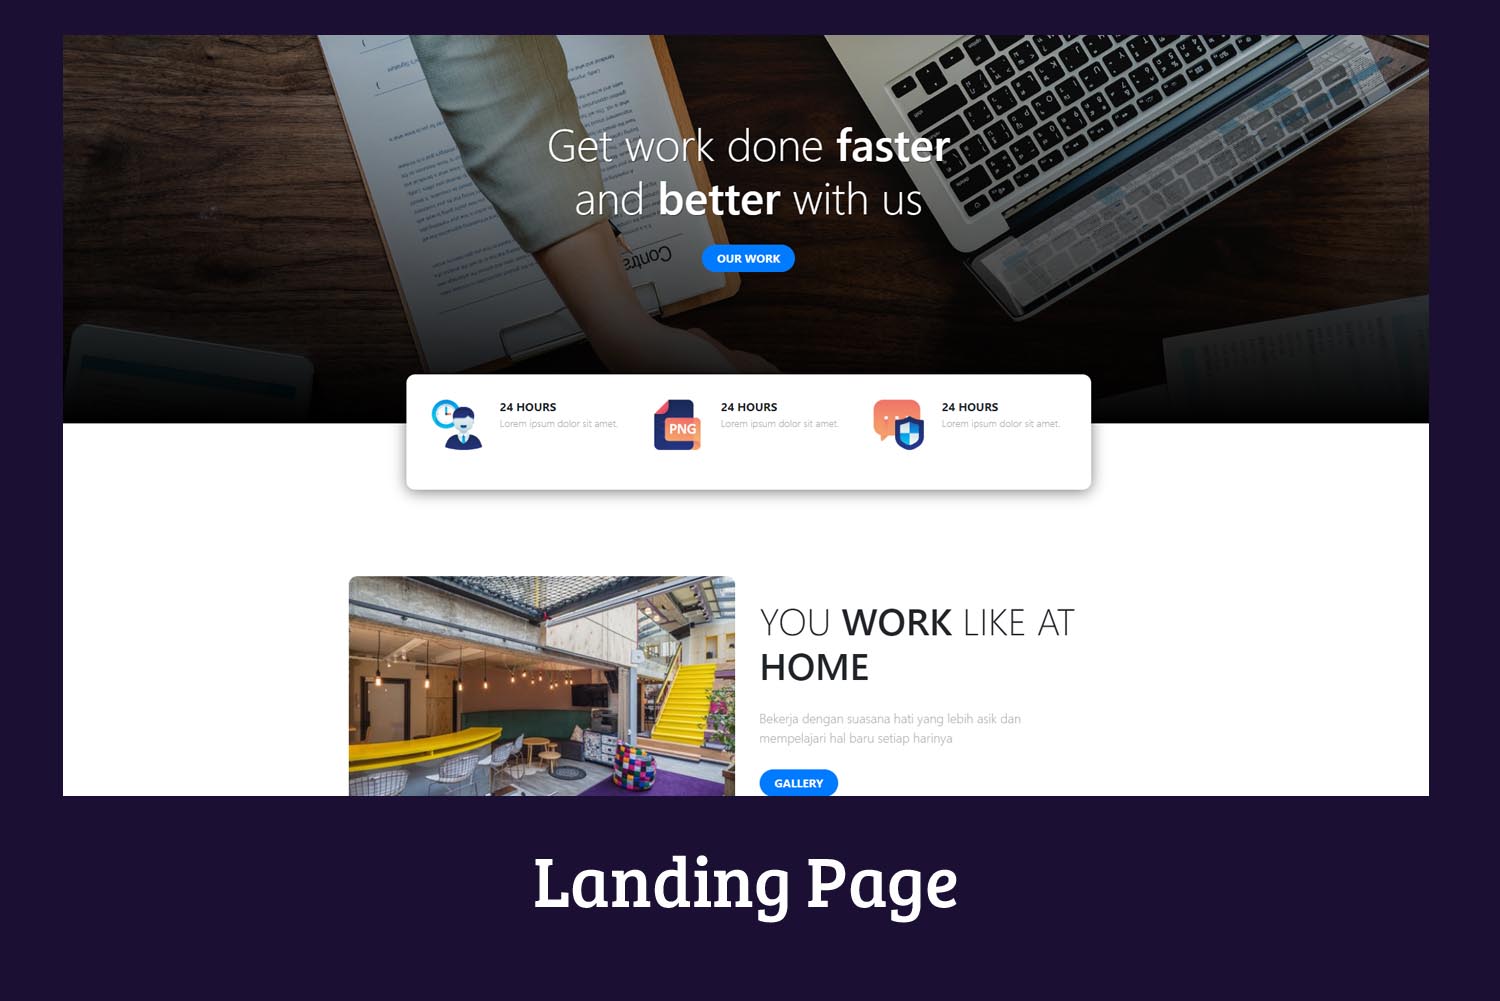 Get work done faster
and better with us
Contra
OUR WORK
24 HOURS
Lorem ipsum dolor sit amet.
PNG
24 HOURS
Lorem ipsum dolor sit amet.
24 HOURS
Lorem ipsum dolor sit amet.
YOU WORK LIKE AT
HOME
Bekerja dengan suasana hati yang lebih asik dan
mempelajari hal baru setiap harinya
GALLERY
Landing Page